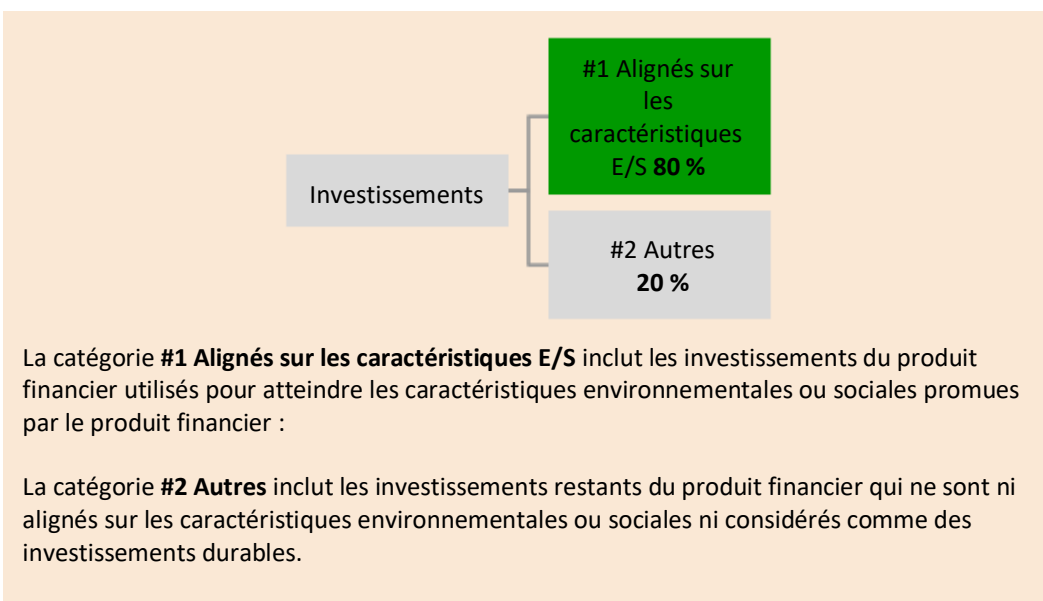 #1 Alignés sur
les
caractéristiques
E/S 80 %
Investissements
#2 Autres
20 %
La catégorie #1 Alignés sur les caractéristiques E/S inclut les investissements du produit
financier utilisés pour atteindre les caractéristiques environnementales ou sociales promues
par le produit financier :
La catégorie #2 Autres inclut les investissements restants du produit financier qui ne sont ni
alignés sur les caractéristiques environnementales ou sociales ni considérés comme des
investissements durables.